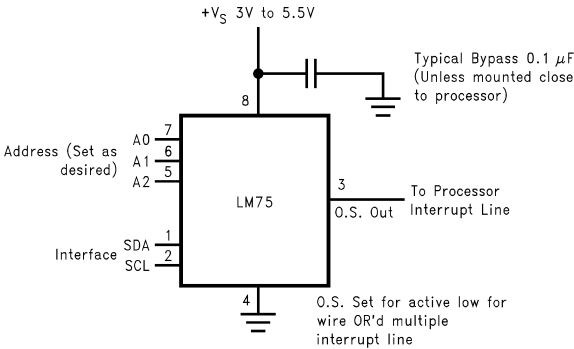 +VS 3V to 5.5V
Typical Bypass 0.1 μF
(Unless mounted close
to processor)
8
Address (Set as
desired)
A0 7
A1 6
A2 5
LM75
3
O.S. Out
To Processor
Interrupt Line
Interface
SDA 1
SCL 2
4
O.S. Set for active low for
wire OR'd multiple
interrupt line